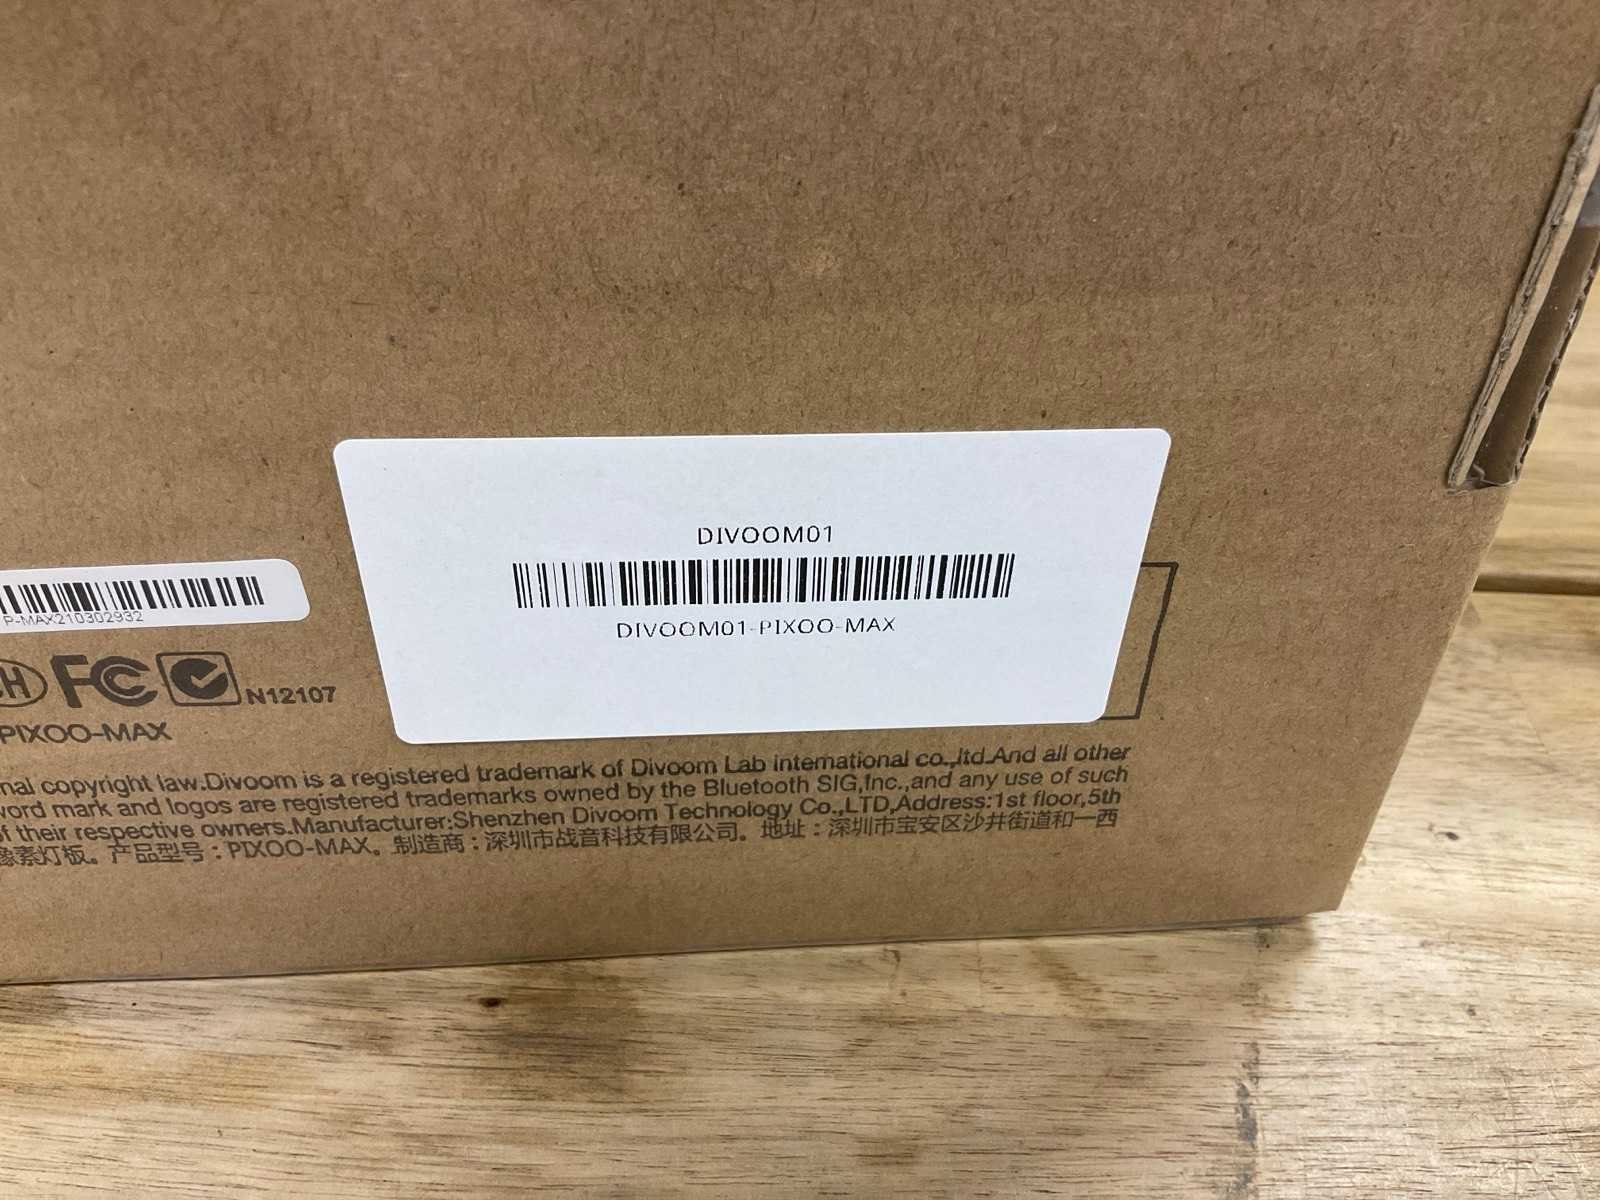 DIVOOM01
DIVOOM01-PIXOO-MAX
P-MAX210302932
FC
N12107
PIXOO-MAX
nal copyright law.Divoom is a registered trademark of Divoom Lab international co.,ltd.And all other
word mark and logos are registered trademarks owned by the Bluetooth SIG,Inc.,and any use of such
f their respective owners.Manufacturer:Shenzhen Divoom Technology Co.,LTD,Address:1st floor,5th
像素灯板。产品型号：PIXOO-MAX。制造商：深圳市战音科技有限公司。地址：深圳市宝安区沙井街道和一西